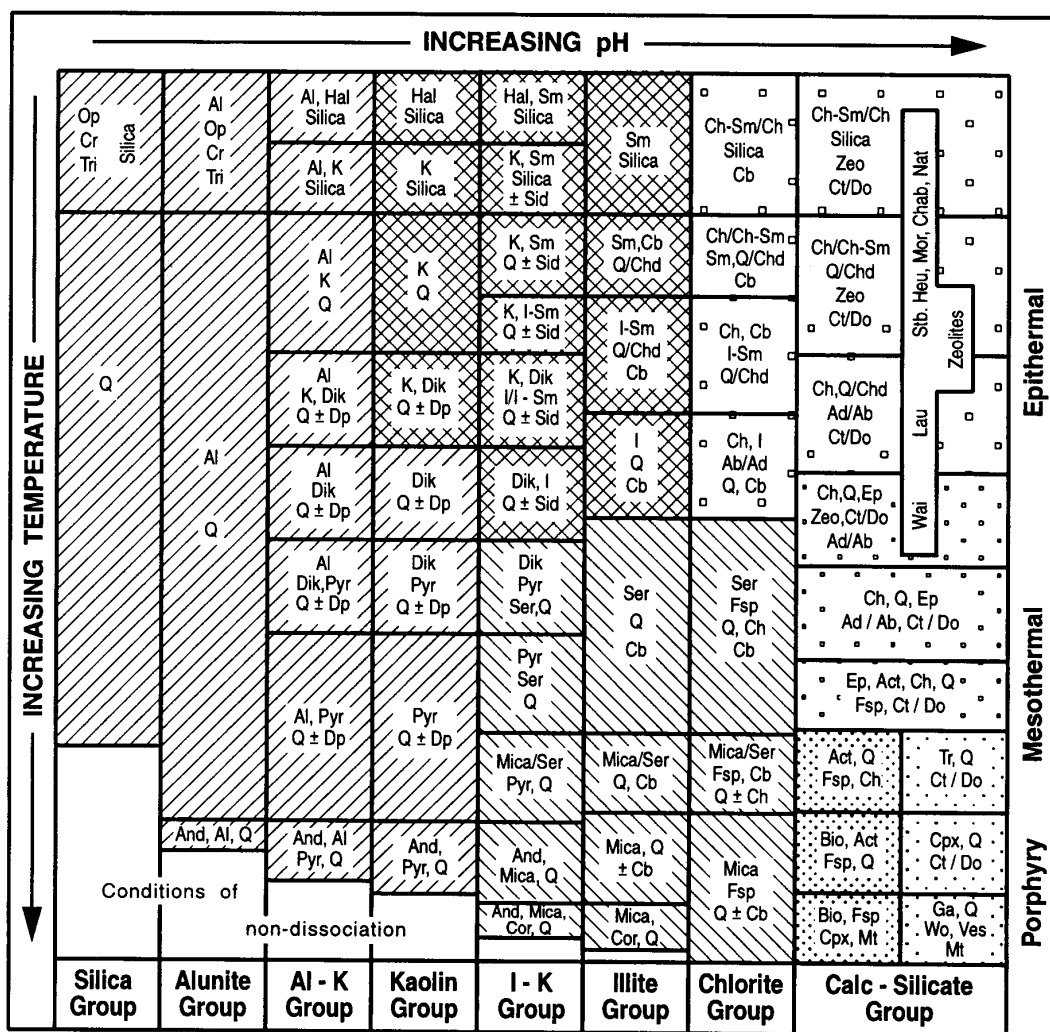 INCREASING pH
INCREASING TEMPERATURE
Op
Cr
Tri
Silica
Q
Silica
Group
Al
Op
Cr
Tri
Al
Q
And, Al, Q
Alunite
Group
Conditions of
non-dissociation
Al, Hal
Silica
Al, K
Silica
Al
K
Q
Al
K, Dik
Q ± Dp
Al
Dik
Q ± Dp
Al
Dik,Pyr
Q ± Dp
Al, Pyr
Q ± Dp
And, Al
Pyr, Q
Al - K
Group
Hal
Silica
K
Silica
K
Q
K, Dik
Q ± Dp
Dik
Q ± Dp
Dik
Pyr
Q ± Dp
Pyr
Q ± Dp
And,
Pyr, Q
Kaolin
Group
Hal, Sm
Silica
K, Sm
Silica
± Sid
K, Sm
Q ± Sid
K, I-Sm
Q ± Sid
K, Dik
I/I - Sm
Q ± Sid
Dik, I
Q ± Sid
Dik
Pyr
Ser,Q
Pyr
Ser
Q
Mica/Ser
Pyr, Q
And,
Mica, Q
And, Mica,
Cor, Q
I - K
Group
Sm
Silica
Sm,Cb
Q/Chd
I-Sm
Q/Chd
Cb
I
Q
Cb
Ser
Q
Cb
Mica/Ser
Q, Cb
Mica, Q
± Cb
Mica,
Cor, Q
Illite
Group
Ch-Sm/Ch
Silica
Cb
Ch/Ch-Sm
Sm,Q/Chd
Cb
Ch, Cb
I-Sm
Q/Chd
Ch, I
Ab/Ad
Q, Cb
Ser
Fsp
Q, Ch
Cb
Mica/Ser
Fsp, Cb
Q ± Ch
Mica
Fsp
Q ± Cb
Chlorite
Group
Ch-Sm/Ch
Silica
Zeo
Ct/Do
Ch/Ch-Sm
Q/Chd
Zeo
Ct/Do
Ch,Q/Chd
Ad/Ab
Ct/Do
Ch,Q,Ep
Zeo,Ct/Do
Ad/Ab
Stb. Heu, Mor, Chab, Nat
Lau
Wai
Zeolites
Ch, Q, Ep
Ad / Ab, Ct / Do
Ep, Act, Ch, Q
Fsp, Ct / Do
Act, Q
Fsp, Ch
Tr, Q
Ct / Do
Bio, Act
Fsp, Q
Cpx, Q
Ct / Do
Bio, Fsp
Cpx, Mt
Ga, Q
Wo, Ves
Mt
Calc - Silicate
Group
Epithermal
Mesothermal
Porphyry